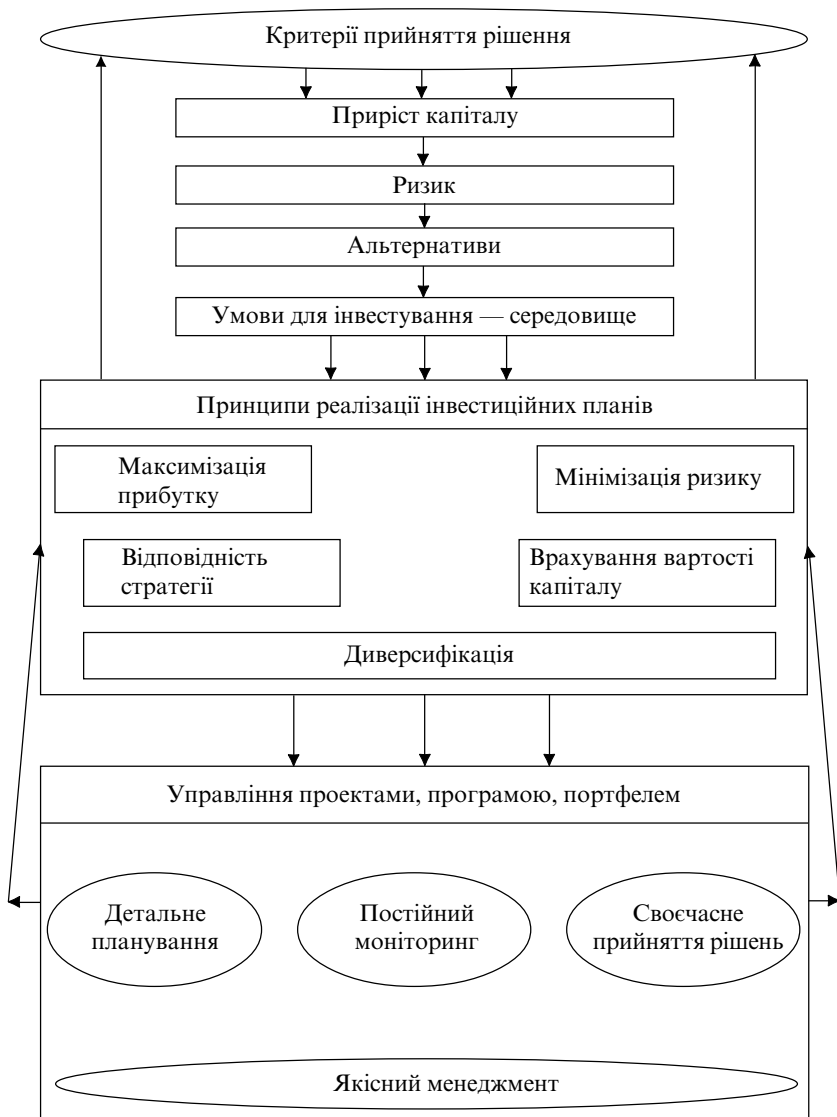 Критерії прийняття рішення
Приріст капіталу
Ризик
Альтернативи
Умови для інвестування — середовище
Принципи реалізації інвестиційних планів
Максимізація
прибутку
Мінімізація ризику
Відповідність
стратегії
Врахування вартості
капіталу
Диверсифікація
Управління проектами, програмою, портфелем
Детальне
планування
Постійний
моніторинг
Своєчасне
прийняття рішень
Якісний менеджмент